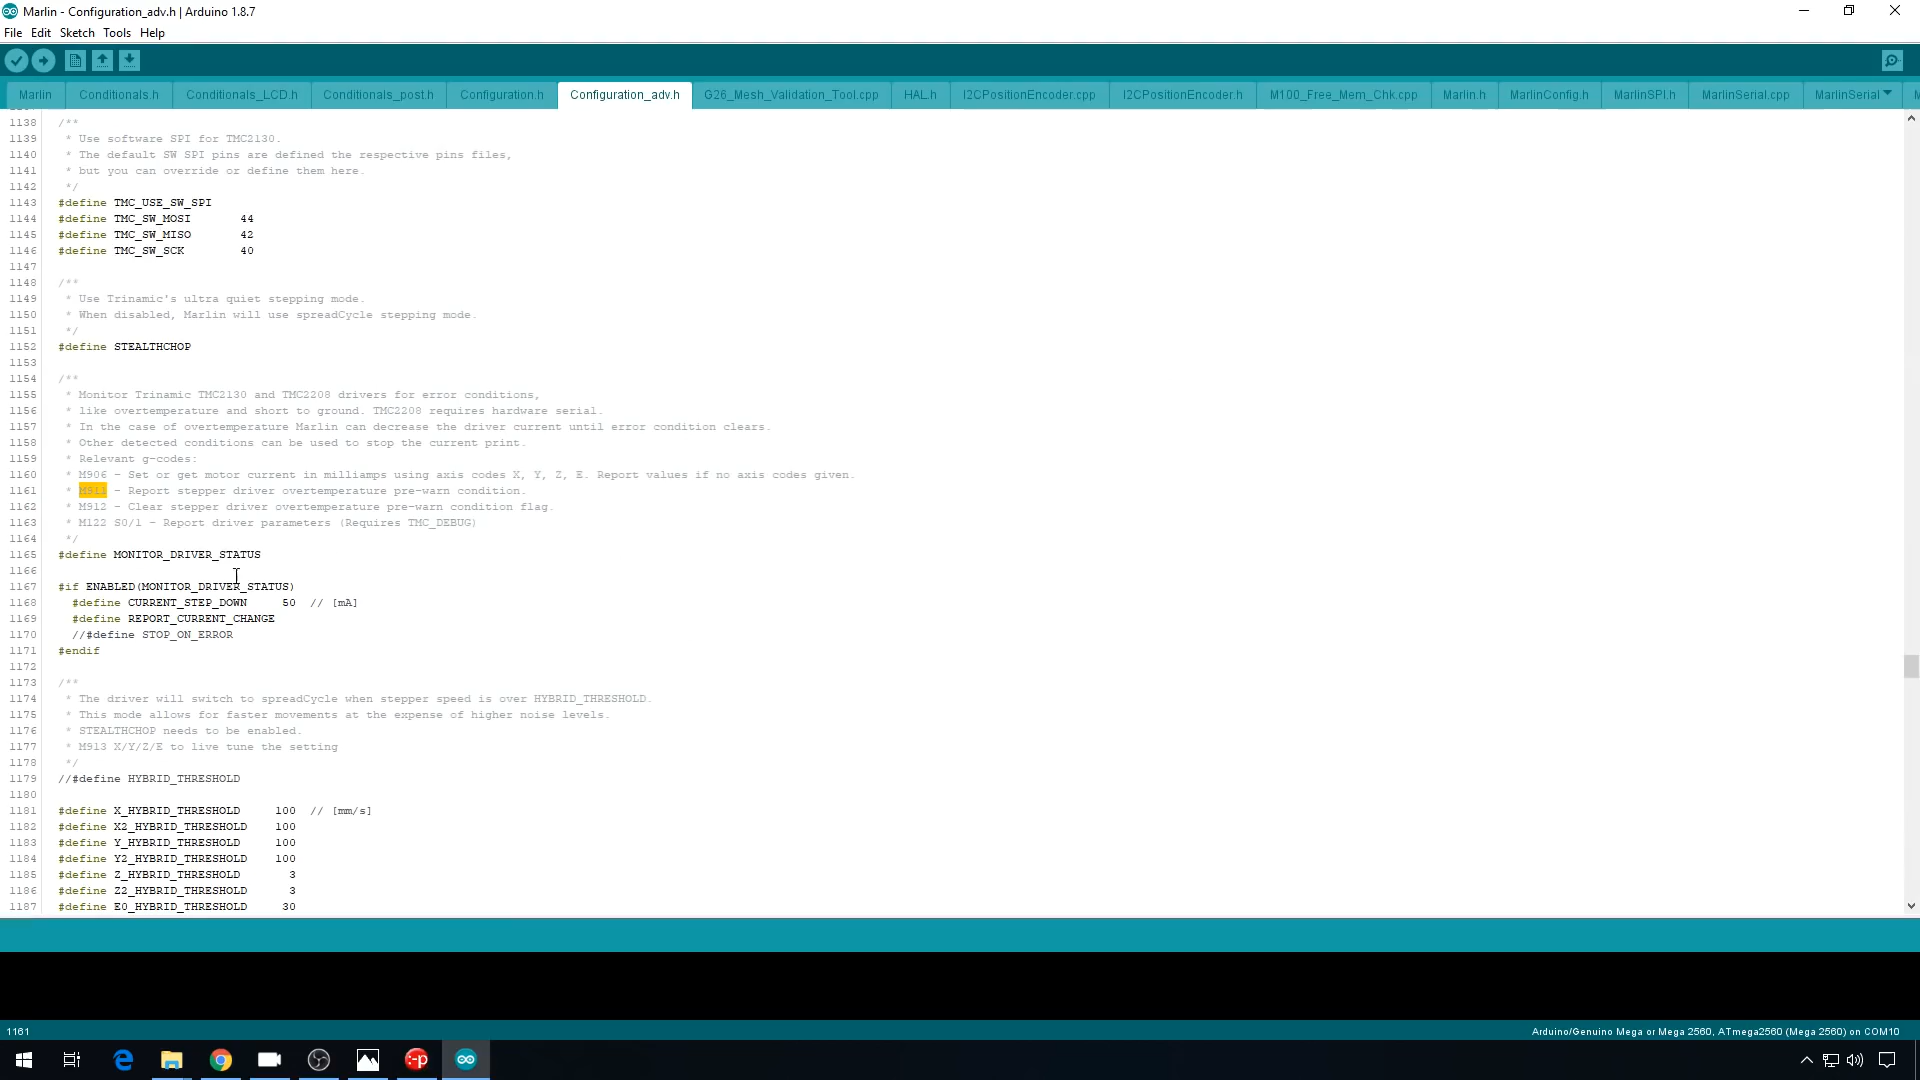 Marlin - Configuration_adv.h | Arduino 1.8.7
File Edit Sketch Tools Help
Marlin Conditionals.h Conditionals_LCD.h Conditionals_post.h Configuration.h Configuration_adv.h G26_Mesh_Validation_Tool.cpp HAL.h I2CPositionEncoder.cpp I2CPositionEncoder.h M100_Free_Mem_Chk.cpp Marlin.h MarlinConfig.h MarlinSPI.h MarlinSerial.cpp MarlinSerial
1138 /**
1139 * Use software SPI for TMC2130.
1140 * The default SW SPI pins are defined the respective pins files,
1141 * but you can override or define them here.
1142 */
1143 #define TMC_USE_SW_SPI
1144 #define TMC_SW_MOSI 44
1145 #define TMC_SW_MISO 42
1146 #define TMC_SW_SCK 40
1147
1148 /**
1149 * Use Trinamic's ultra quiet stepping mode.
1150 * When disabled, Marlin will use spreadCycle stepping mode.
1151 */
1152 #define STEALTHCHOP
1153
1154 /**
1155 * Monitor Trinamic TMC2130 and TMC2208 drivers for error conditions,
1156 * like overtemperature and short to ground. TMC2208 requires hardware serial.
1157 * In the case of overtemperature Marlin can decrease the driver current until error condition clears.
1158 * Other detected conditions can be used to stop the current print.
1159 * Relevant g-codes:
1160 * M906 - Set or get motor current in milliamps using axis codes X, Y, Z, E. Report values if no axis codes given.
1161 * M911 - Report stepper driver overtemperature pre-warn condition.
1162 * M912 - Clear stepper driver overtemperature pre-warn condition flag.
1163 * M122 S0/1 - Report driver parameters (Requires TMC_DEBUG)
1164 */
1165 #define MONITOR_DRIVER_STATUS
1166
1167 #if ENABLED(MONITOR_DRIVER_STATUS)
1168 #define CURRENT_STEP_DOWN 50 // [mA]
1169 #define REPORT_CURRENT_CHANGE
1170 //#define STOP_ON_ERROR
1171 #endif
1172
1173 /**
1174 * The driver will switch to spreadCycle when stepper speed is over HYBRID_THRESHOLD.
1175 * This mode allows for faster movements at the expense of higher noise levels.
1176 * STEALTHCHOP needs to be enabled.
1177 * M913 X/Y/Z/E to live tune the setting
1178 */
1179 //#define HYBRID_THRESHOLD
1180
1181 #define X_HYBRID_THRESHOLD 100 // [mm/s]
1182 #define X2_HYBRID_THRESHOLD 100
1183 #define Y_HYBRID_THRESHOLD 100
1184 #define Y2_HYBRID_THRESHOLD 100
1185 #define Z_HYBRID_THRESHOLD 3
1186 #define Z2_HYBRID_THRESHOLD 3
1187 #define E0_HYBRID_THRESHOLD 30
1161 Arduino/Genuino Mega or Mega 2560, ATmega2560 (Mega 2560) on COM10